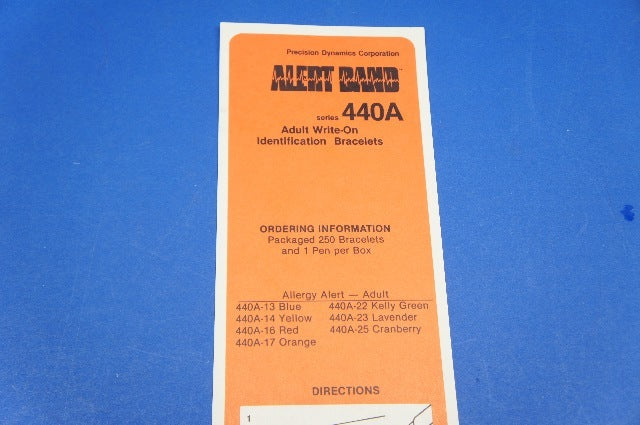 Precision Dynamics Corporation
ALERT BAND™
series 440A
Adult Write-On
Identification Bracelets
ORDERING INFORMATION
Packaged 250 Bracelets
and 1 Pen per Box
Allergy Alert — Adult
440A-13 Blue 440A-22 Kelly Green
440A-14 Yellow 440A-23 Lavender
440A-16 Red 440A-25 Cranberry
440A-17 Orange
DIRECTIONS
1